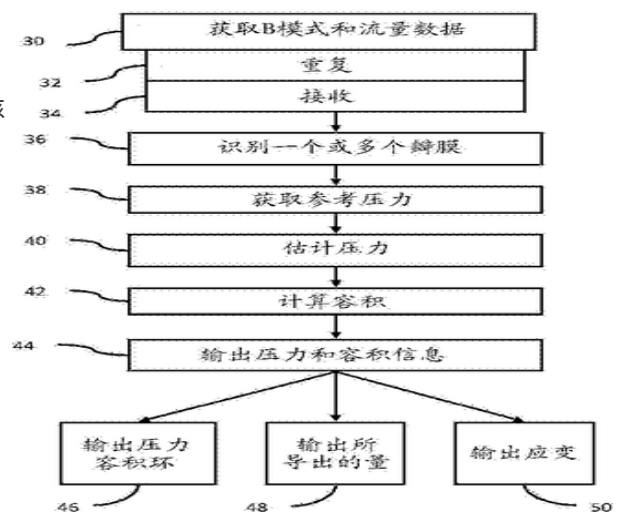 30 获取B模式和流量数据
32 重复
34 接收
36 识别一个或多个瓣膜
38 获取参考压力
40 估计压力
42 计算容积
44 输出压力和容积信息
输出压力
容积环
输出所
导出的量
输出应变
46 48 50